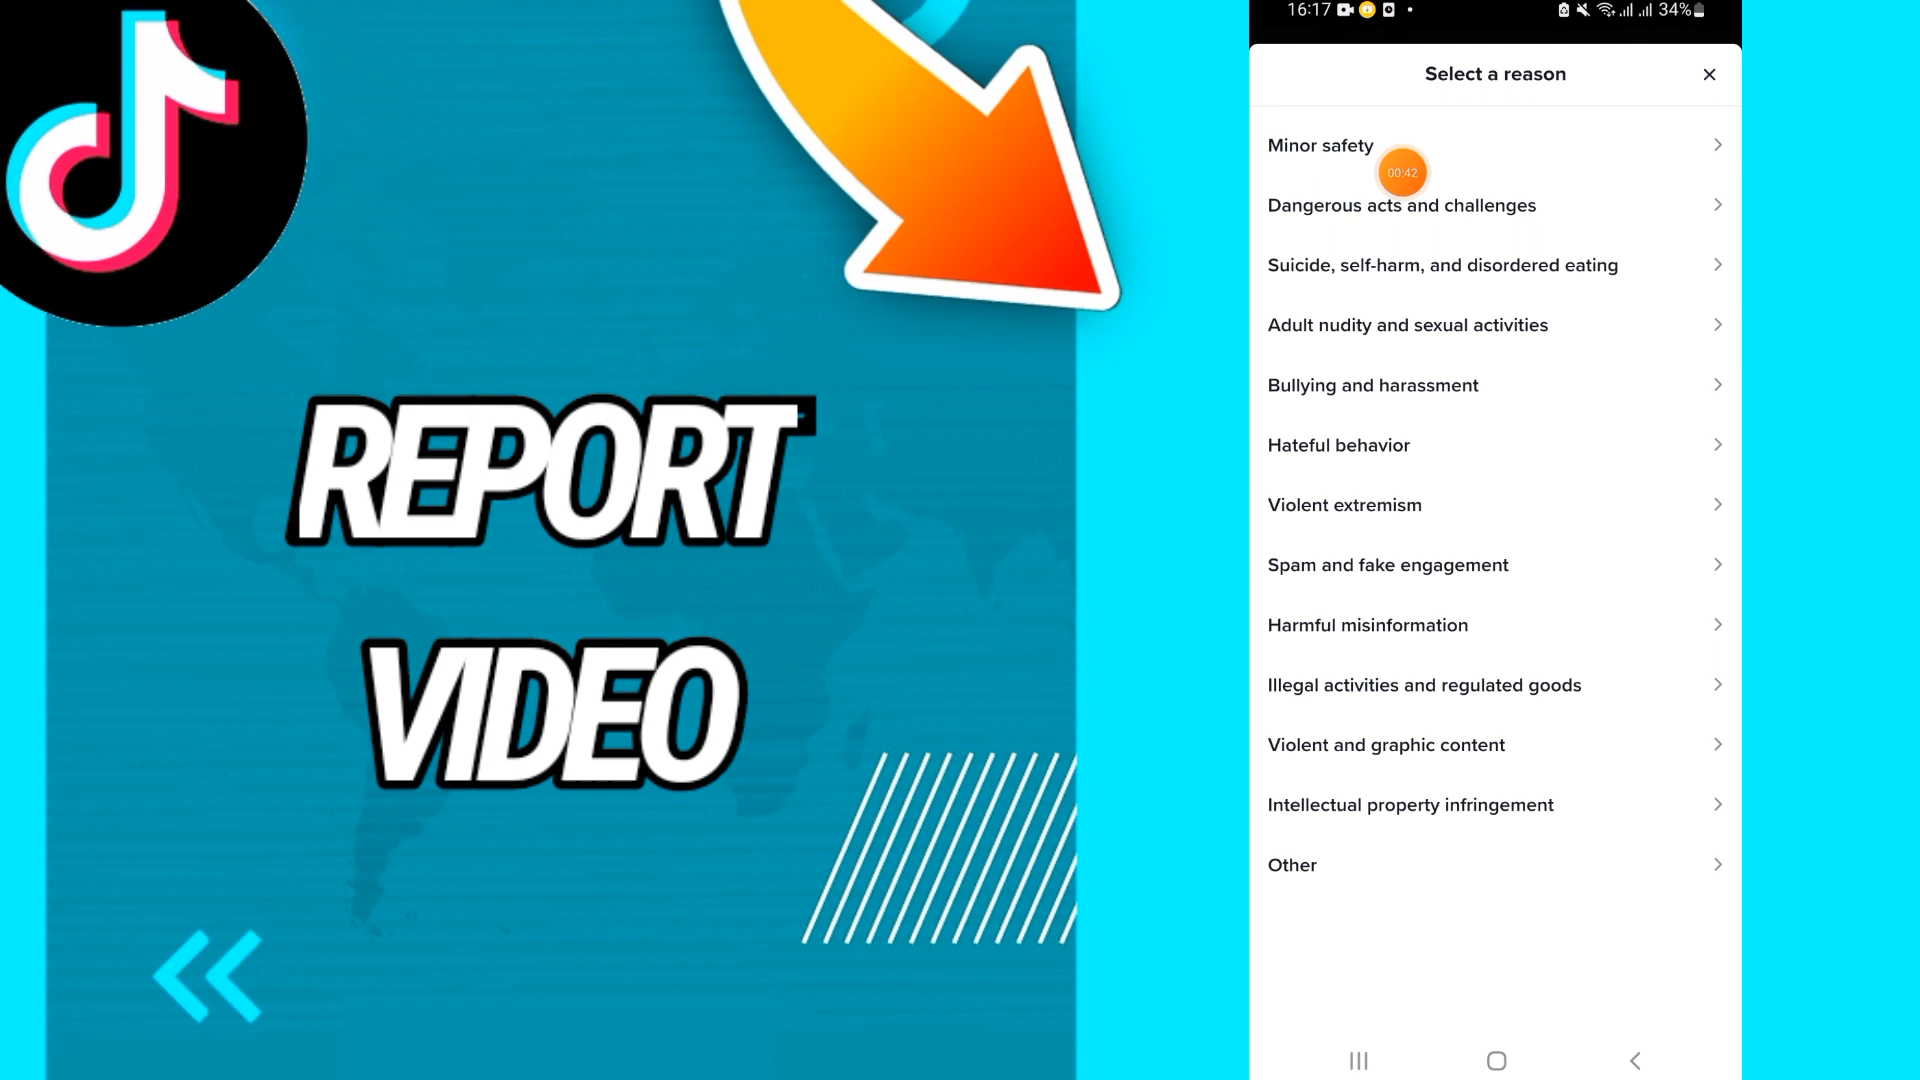 REPORT
VIDEO
16:17
34%
Select a reason
Minor safety
00:42
Dangerous acts and challenges
Suicide, self-harm, and disordered eating
Adult nudity and sexual activities
Bullying and harassment
Hateful behavior
Violent extremism
Spam and fake engagement
Harmful misinformation
Illegal activities and regulated goods
Violent and graphic content
Intellectual property infringement
Other